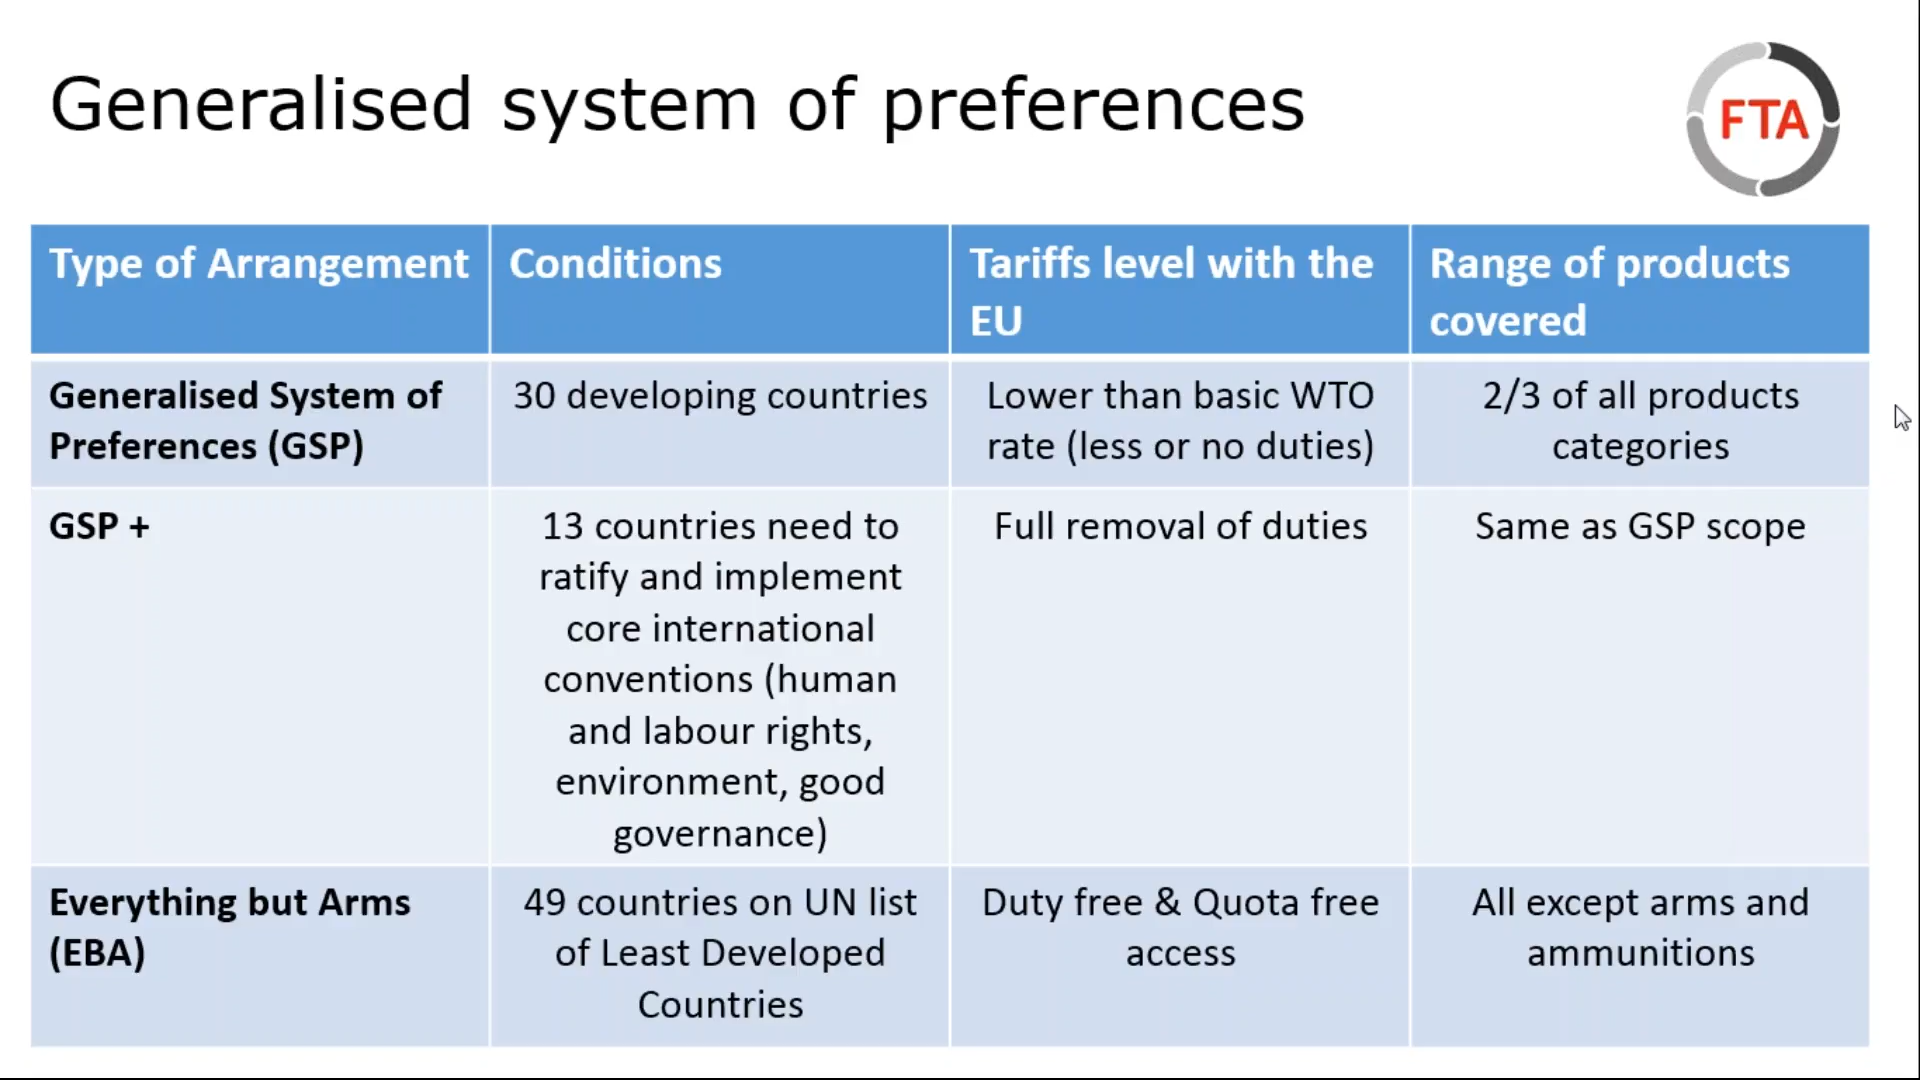 Generalised system of preferences
FTA
Type of Arrangement
Conditions
Tariffs level with the
EU
Range of products
covered
Generalised System of
Preferences (GSP)
30 developing countries
Lower than basic WTO
rate (less or no duties)
2/3 of all products
categories
GSP +
13 countries need to
ratify and implement
core international
conventions (human
and labour rights,
environment, good
governance)
Full removal of duties
Same as GSP scope
Everything but Arms
(EBA)
49 countries on UN list
of Least Developed
Countries
Duty free & Quota free
access
All except arms and
ammunitions